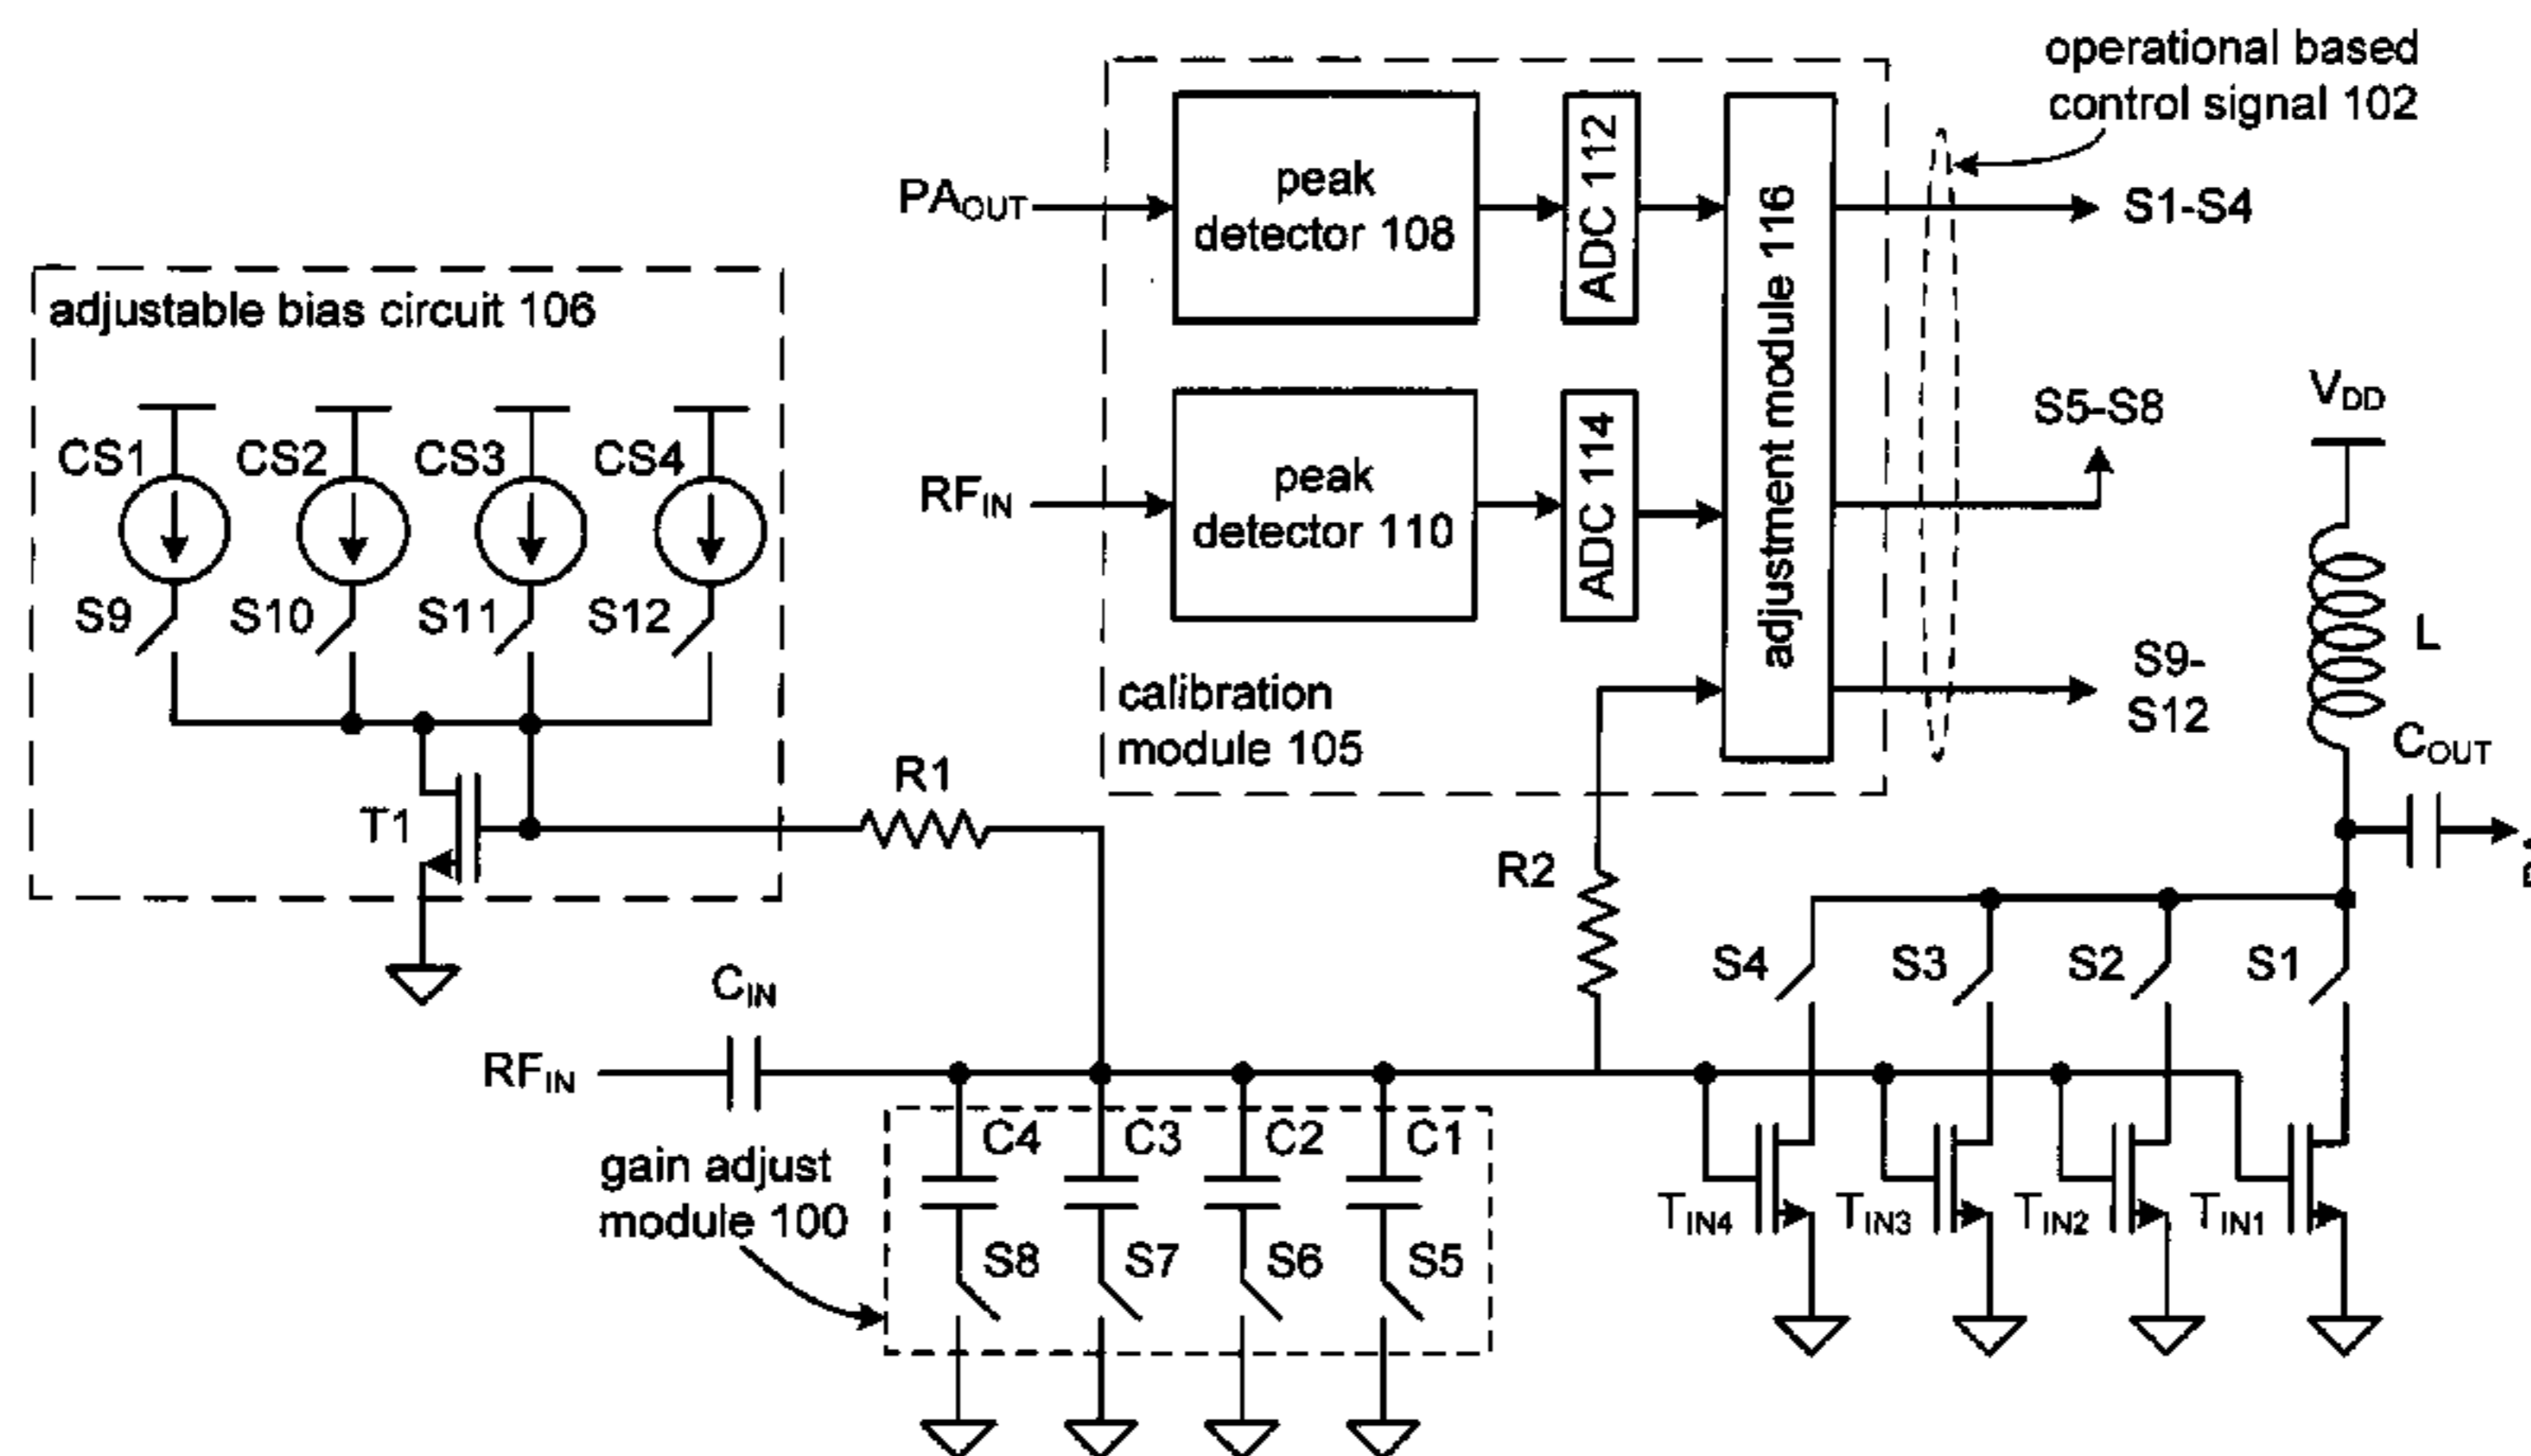 operational based
control signal 102
PAOUT
peak
detector 108
ADC 112
adjustment module 116
S1-S4
adjustable bias circuit 106
CS1
CS2
CS3
CS4
S9
S10
S11
S12
RFIN
peak
detector 110
ADC 114
S5-S8
VDD
L
S9-
S12
calibration
module 105
COUT
R1
T1
R2
S4
S3
S2
S1
CIN
RFIN
C4
C3
C2
C1
gain adjust
module 100
S8
S7
S6
S5
TIN4
TIN3
TIN2
TIN1